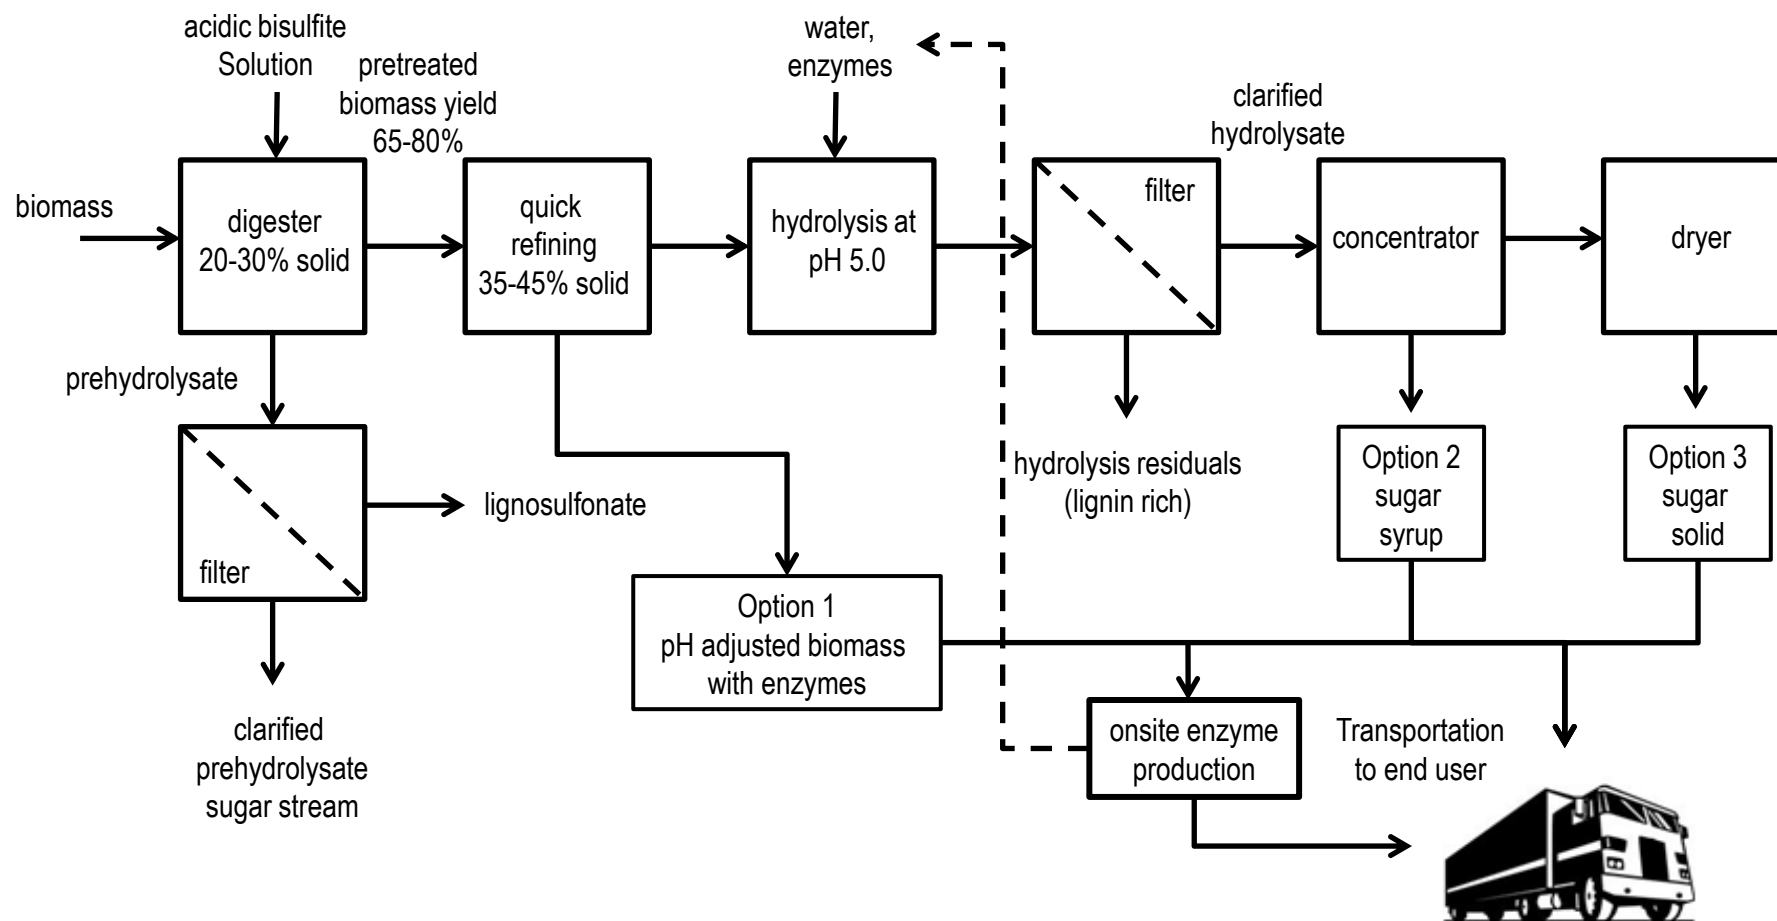 acidic bisulfite
Solution
pretreated
biomass yield
65-80%
water,
enzymes
clarified
hydrolysate
biomass
digester
20-30% solid
quick
refining
35-45% solid
hydrolysis at
pH 5.0
filter
concentrator
dryer
prehydrolysate
filter
lignosulfonate
hydrolysis residuals
(lignin rich)
Option 2
sugar
syrup
Option 3
sugar
solid
Option 1
pH adjusted biomass
with enzymes
clarified
prehydrolysate
sugar stream
onsite enzyme
production
Transportation
to end user